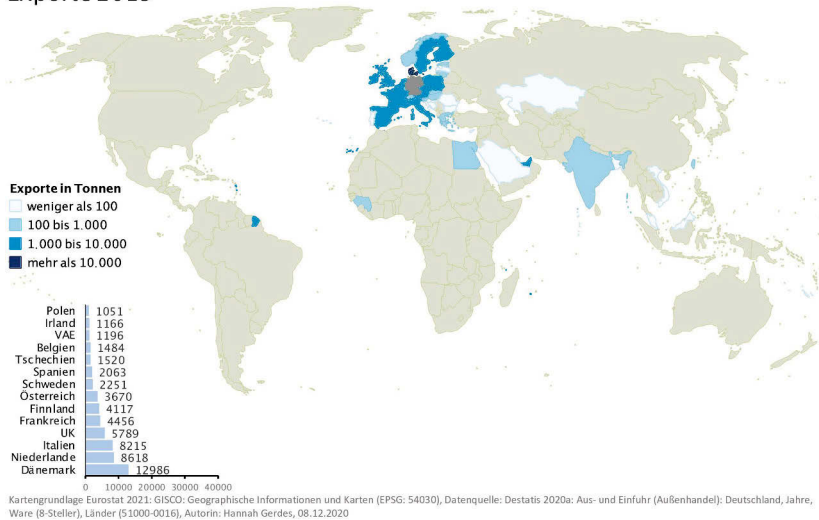 Exporte in Tonnen
weniger als 100
100 bis 1.000
1,000 bis 10.000
mehr als 10.000
Polen 1051
Irland 1166
VAE 1196
Belgien 1484
Tschechien 1520
Spanien 2063
Schweden 2251
Österreich 3670
Finnland 4117
Frankreich 4456
UK 5789
Italien 8215
Niederlande 8618
Dänemark 12986
0 10000 20000 30000 40000
Kartengrundlage Eurostat 2021: GISCO: Geographische Informationen und Karten (EPSG: 54030), Datenquelle: Destatis 2020a: Aus- und Einfuhr (Außenhandel): Deutschland, Jahre,
Ware (8-Steller), Länder (51000-0016), Autorin: Hannah Gerdes, 08.12.2020